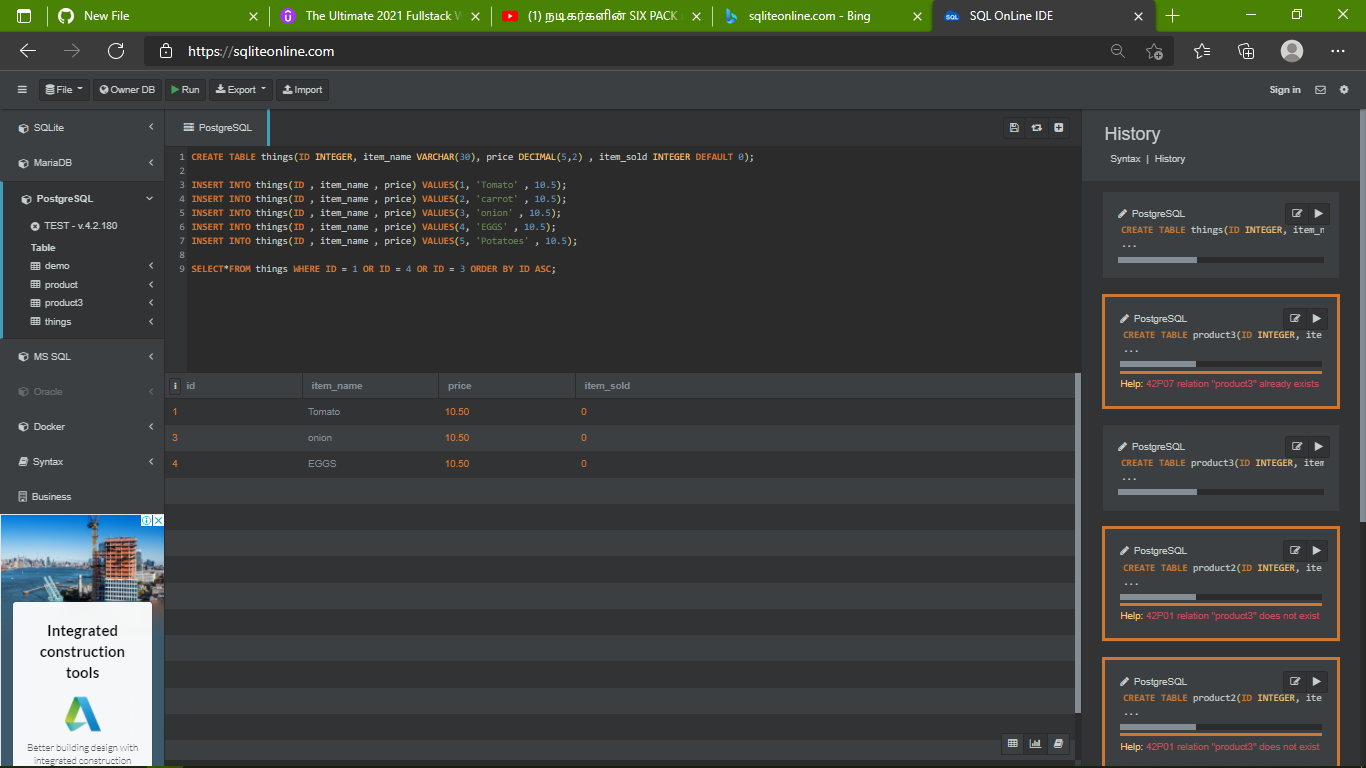 New File
The Ultimate 2021 Fullstack W
(1) நடிகர்களின் SIX PACK
sqliteonline.com - Bing
SQL OnLine IDE
https://sqliteonline.com
File
Owner DB
Run
Export
Import
Sign in
SQLite
MariaDB
PostgreSQL
TEST - v.4.2.180
Table
demo
product
product3
things
MS SQL
Oracle
Docker
Syntax
Business
Integrated
construction
tools
Better building design with
integrated construction
PostgreSQL
1 CREATE TABLE things(ID INTEGER, item_name VARCHAR(30), price DECIMAL(5,2) , item_sold INTEGER DEFAULT 0);
2
3 INSERT INTO things(ID , item_name , price) VALUES(1, 'Tomato' , 10.5);
4 INSERT INTO things(ID , item_name , price) VALUES(2, 'carrot' , 10.5);
5 INSERT INTO things(ID , item_name , price) VALUES(3, 'onion' , 10.5);
6 INSERT INTO things(ID , item_name , price) VALUES(4, 'EGGS' , 10.5);
7 INSERT INTO things(ID , item_name , price) VALUES(5, 'Potatoes' , 10.5);
8
9 SELECT*FROM things WHERE ID = 1 OR ID = 4 OR ID = 3 ORDER BY ID ASC;
i id item_name price item_sold
1 Tomato 10.50 0
3 onion 10.50 0
4 EGGS 10.50 0
History
Syntax | History
PostgreSQL
CREATE TABLE things(ID INTEGER, item_n
...
PostgreSQL
CREATE TABLE product3(ID INTEGER, ite
...
Help: 42P07 relation "product3" already exists
PostgreSQL
CREATE TABLE product3(ID INTEGER, item
...
PostgreSQL
CREATE TABLE product2(ID INTEGER, ite
...
Help: 42P01 relation "product3" does not exist
PostgreSQL
CREATE TABLE product2(ID INTEGER, ite
...
Help: 42P01 relation "product3" does not exist